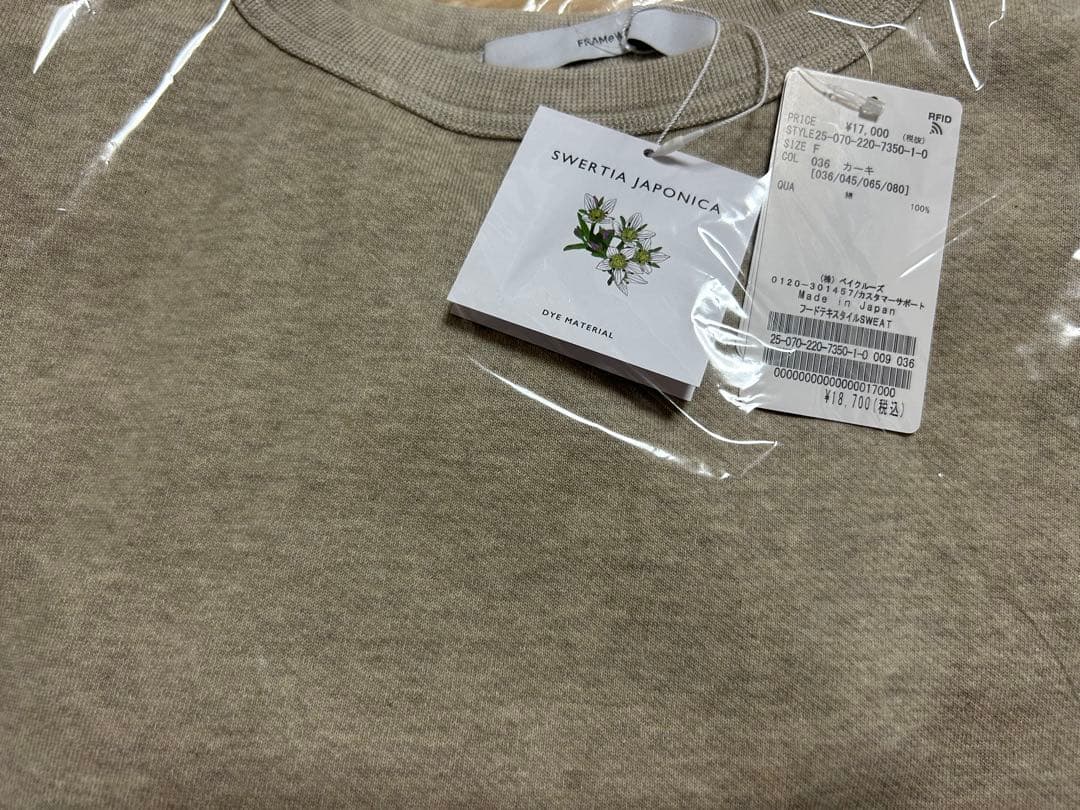 FRAMeW
SWERTIA JAPONICA
DYE MATERIAL
RFID
PRICE ¥17,000 (税抜)
STYLE25-070-220-7350-1-0
SIZE F
COL 036 カーキ
[036/045/065/080]
QUA 綿 100%
(株) ベイクルーズ
0120-301457/カスタマーサポート
Made in Japan
フードテキスタイルSWEAT
25-070-220-7350-1-0 009 036
0000000000000017000
¥18,700(税込)